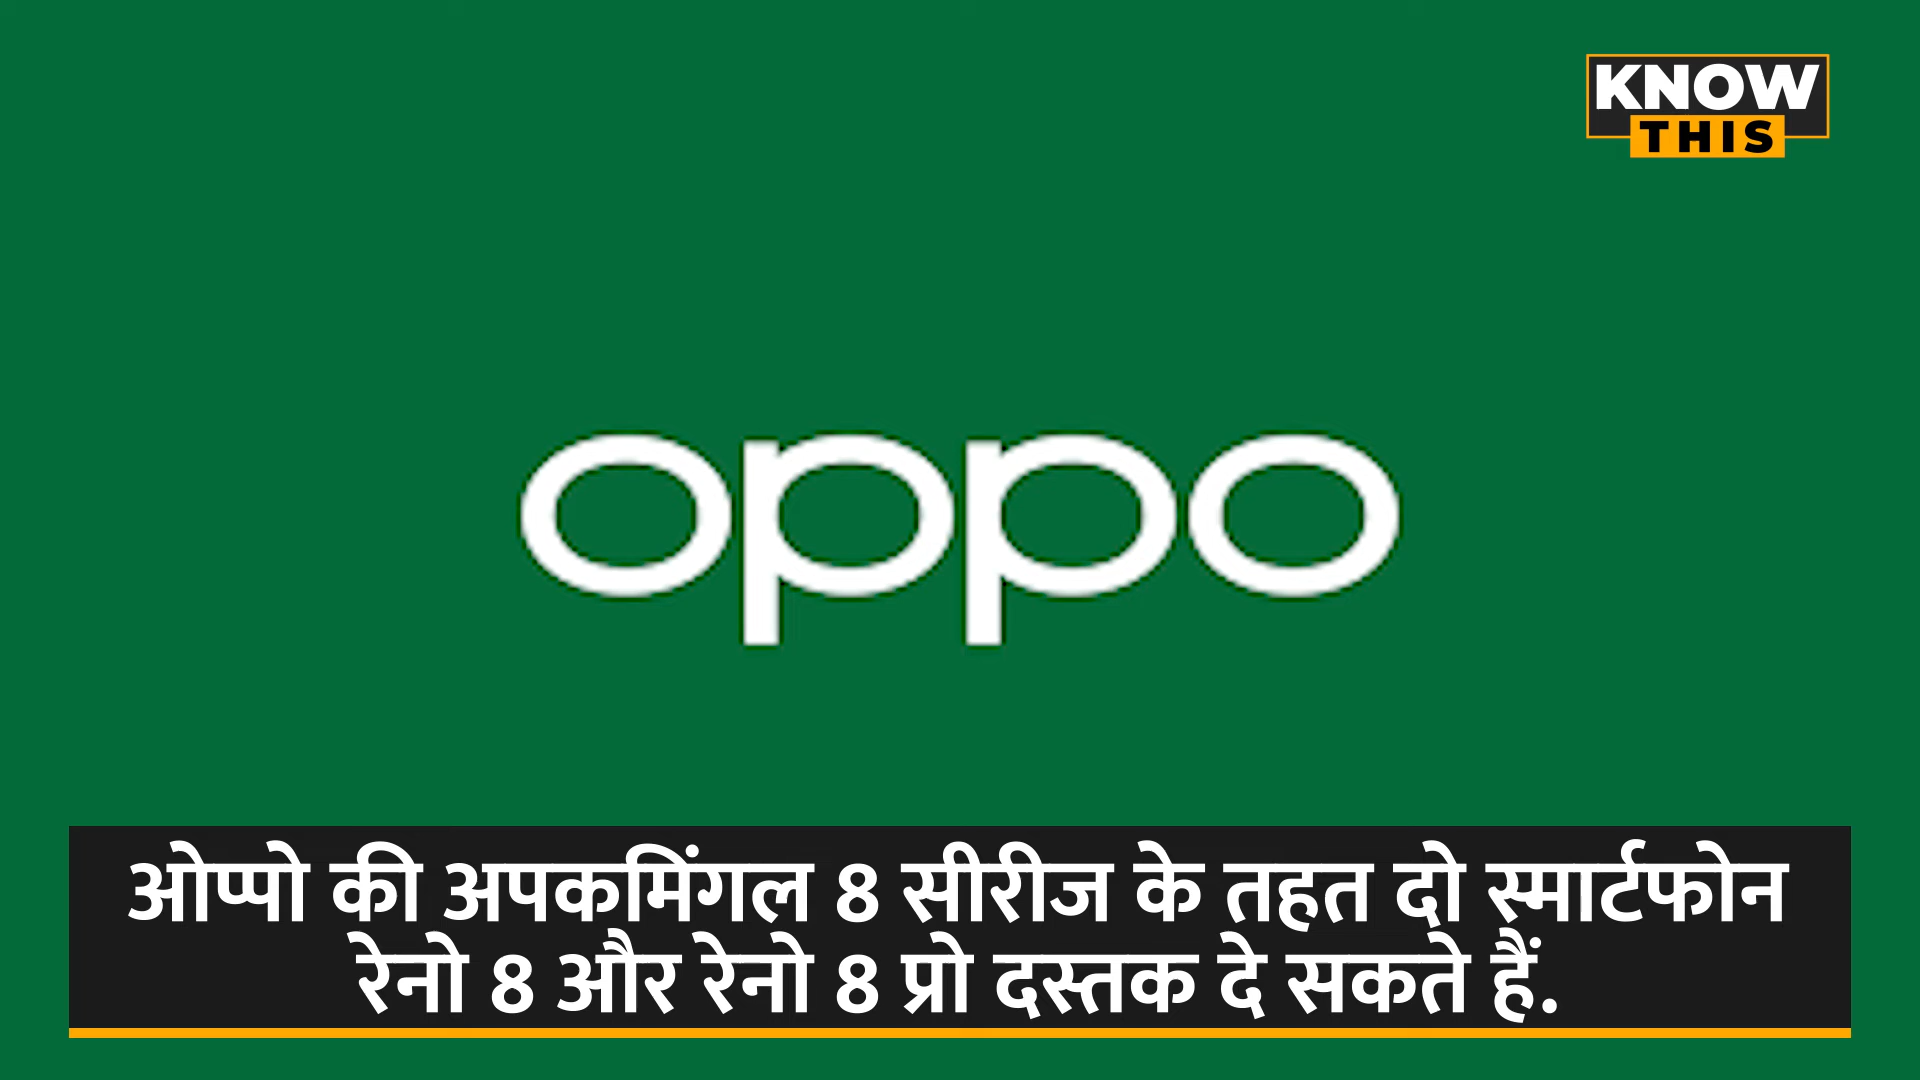 KNOW
THIS
oppo
ओप्पो की अपकमिंगल 8 सीरीज के तहत दो स्मार्टफोन
रेनो 8 और रेनो 8 प्रो दस्तक दे सकते हैं.